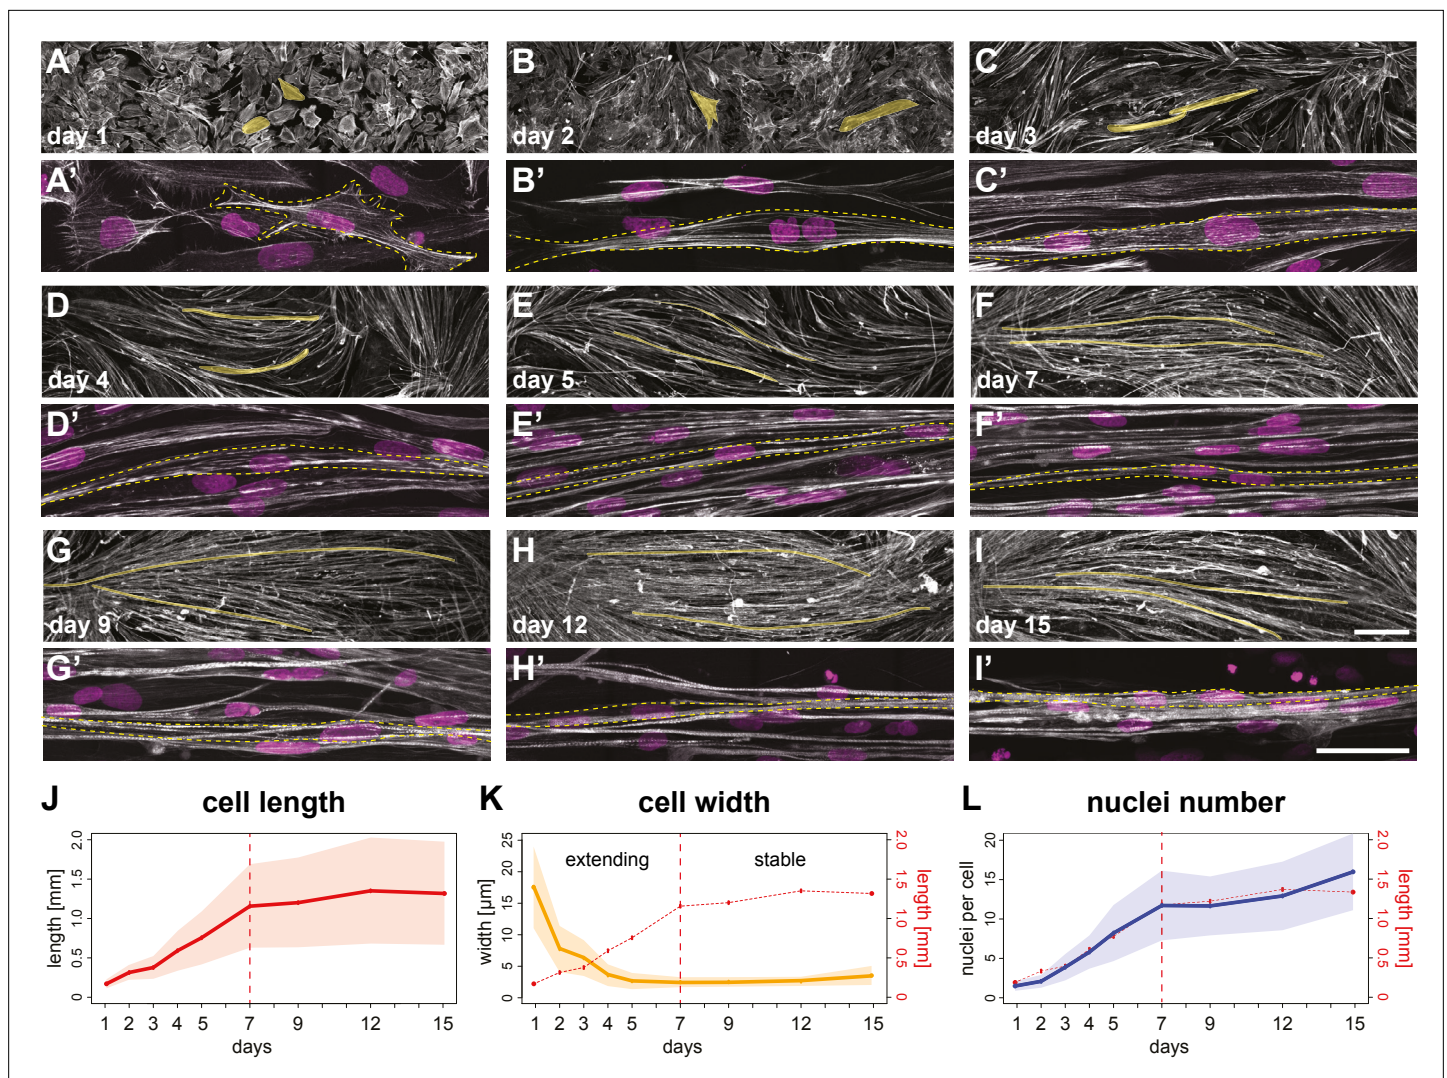 A
day 1
B
day 2
C
day 3
A’
B’
C’
D
day 4
E
day 5
F
day 7
D’
E’
F’
G
day 9
H
day 12
I
day 15
G’
H’
I’
J cell length
length [mm]
0 0.5 1.0 1.5 2.0
1 2 3 4 5 7 9 12 15
days
K cell width
width [µm]
0 5 10 15 20 25
extending stable
0 0.5 1.0 1.5 2.0
length [mm]
1 2 3 4 5 7 9 12 15
days
L nuclei number
nuclei per cell
0 5 10 15 20
0 0.5 1.0 1.5 2.0
length [mm]
1 2 3 4 5 7 9 12 15
days